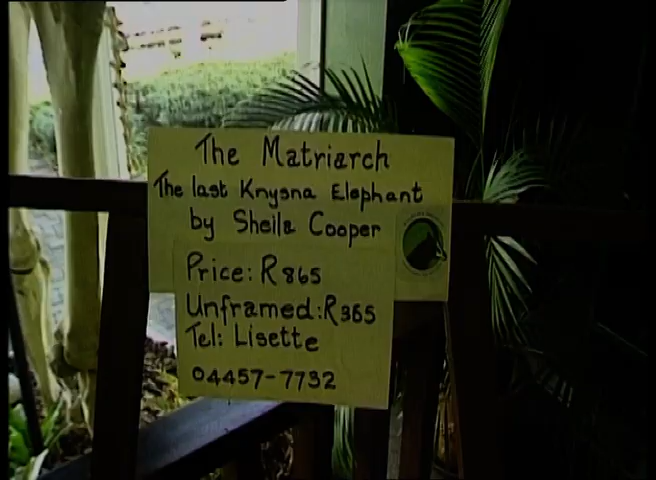 The Matriarch
The last Knysna Elephant
by Sheila Cooper
Price: R865
Unframed: R365
Tel: Lisette
04457-7732